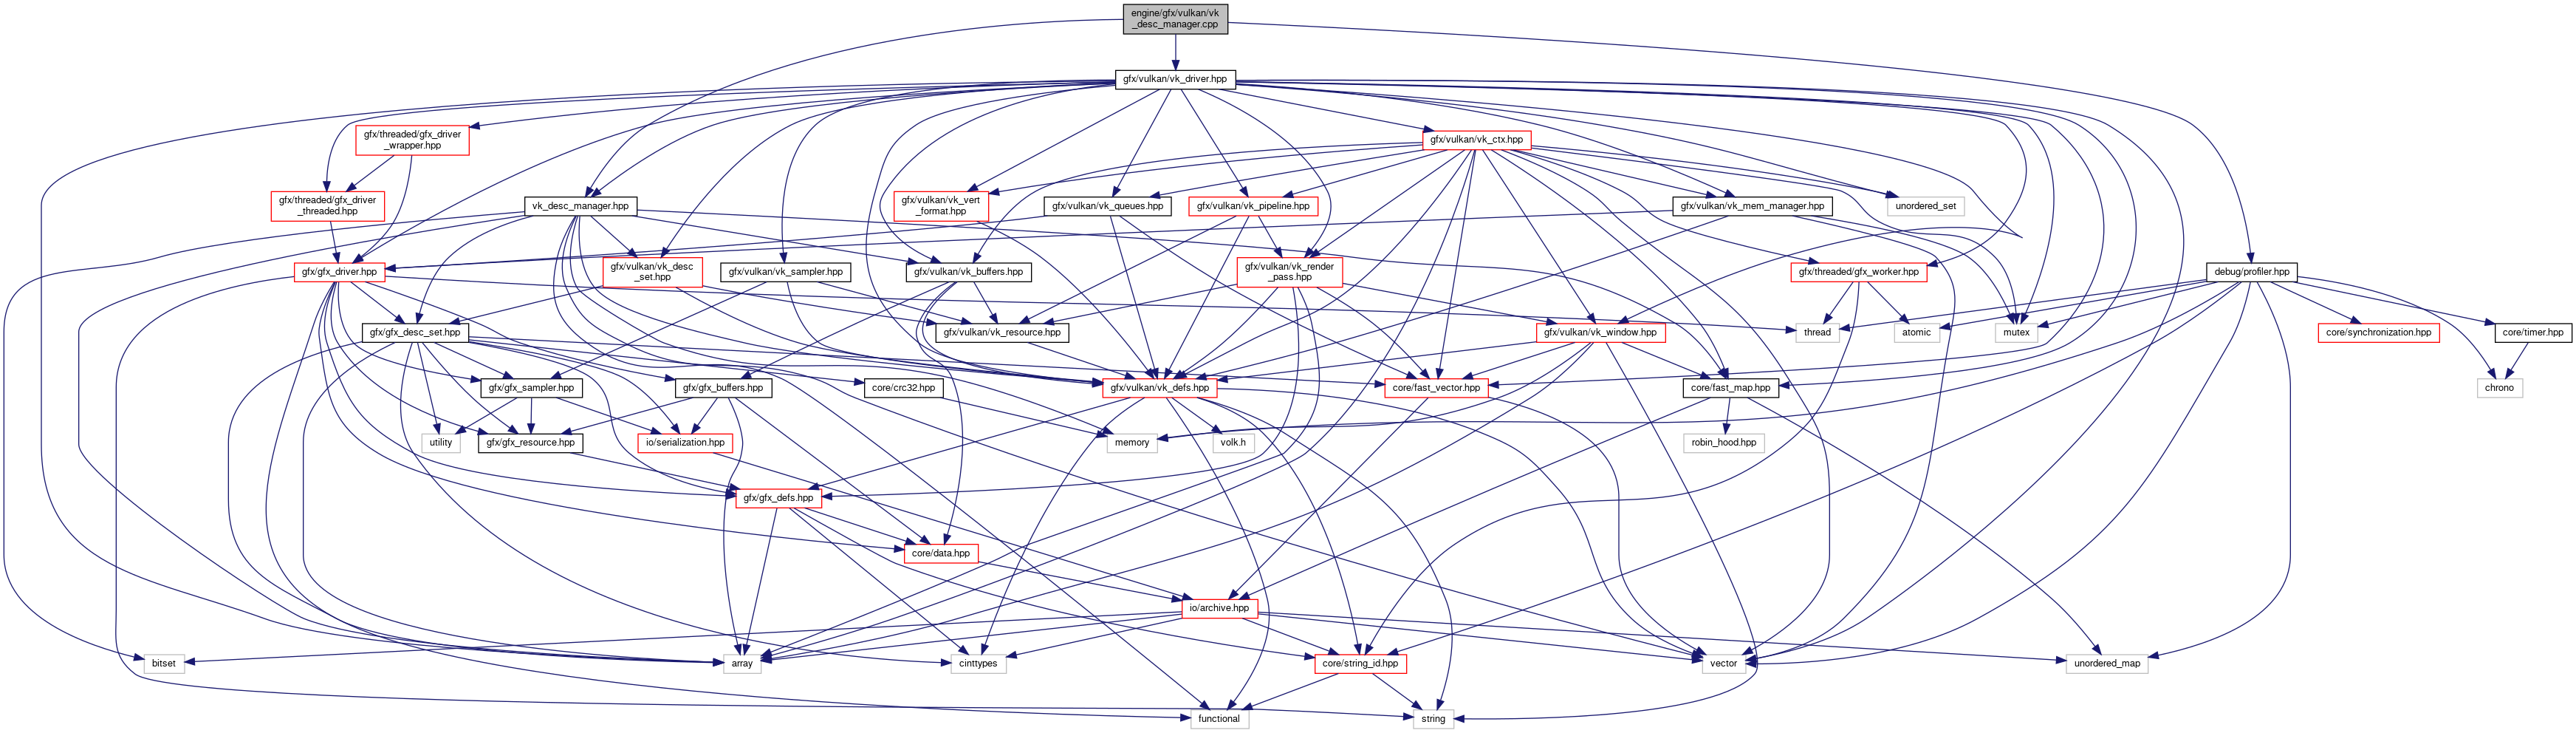 engine/gfx/vulkan/vk
_desc_manager.cpp
gfx/vulkan/vk_driver.hpp
gfx/threaded/gfx_driver
_wrapper.hpp
gfx/vulkan/vk_ctx.hpp
gfx/threaded/gfx_driver
_threaded.hpp
vk_desc_manager.hpp
gfx/vulkan/vk_vert
_format.hpp
gfx/vulkan/vk_queues.hpp
gfx/vulkan/vk_pipeline.hpp
gfx/vulkan/vk_mem_manager.hpp
unordered_set
gfx/gfx_driver.hpp
gfx/vulkan/vk_desc
_set.hpp
gfx/vulkan/vk_sampler.hpp
gfx/vulkan/vk_buffers.hpp
gfx/vulkan/vk_render
_pass.hpp
gfx/threaded/gfx_worker.hpp
debug/profiler.hpp
gfx/gfx_desc_set.hpp
gfx/vulkan/vk_resource.hpp
gfx/vulkan/vk_window.hpp
thread
atomic
mutex
core/synchronization.hpp
core/timer.hpp
gfx/gfx_sampler.hpp
gfx/gfx_buffers.hpp
core/crc32.hpp
gfx/vulkan/vk_defs.hpp
core/fast_vector.hpp
core/fast_map.hpp
chrono
utility
gfx/gfx_resource.hpp
io/serialization.hpp
memory
volk.h
robin_hood.hpp
gfx/gfx_defs.hpp
core/data.hpp
io/archive.hpp
bitset
array
cinttypes
core/string_id.hpp
vector
unordered_map
functional
string